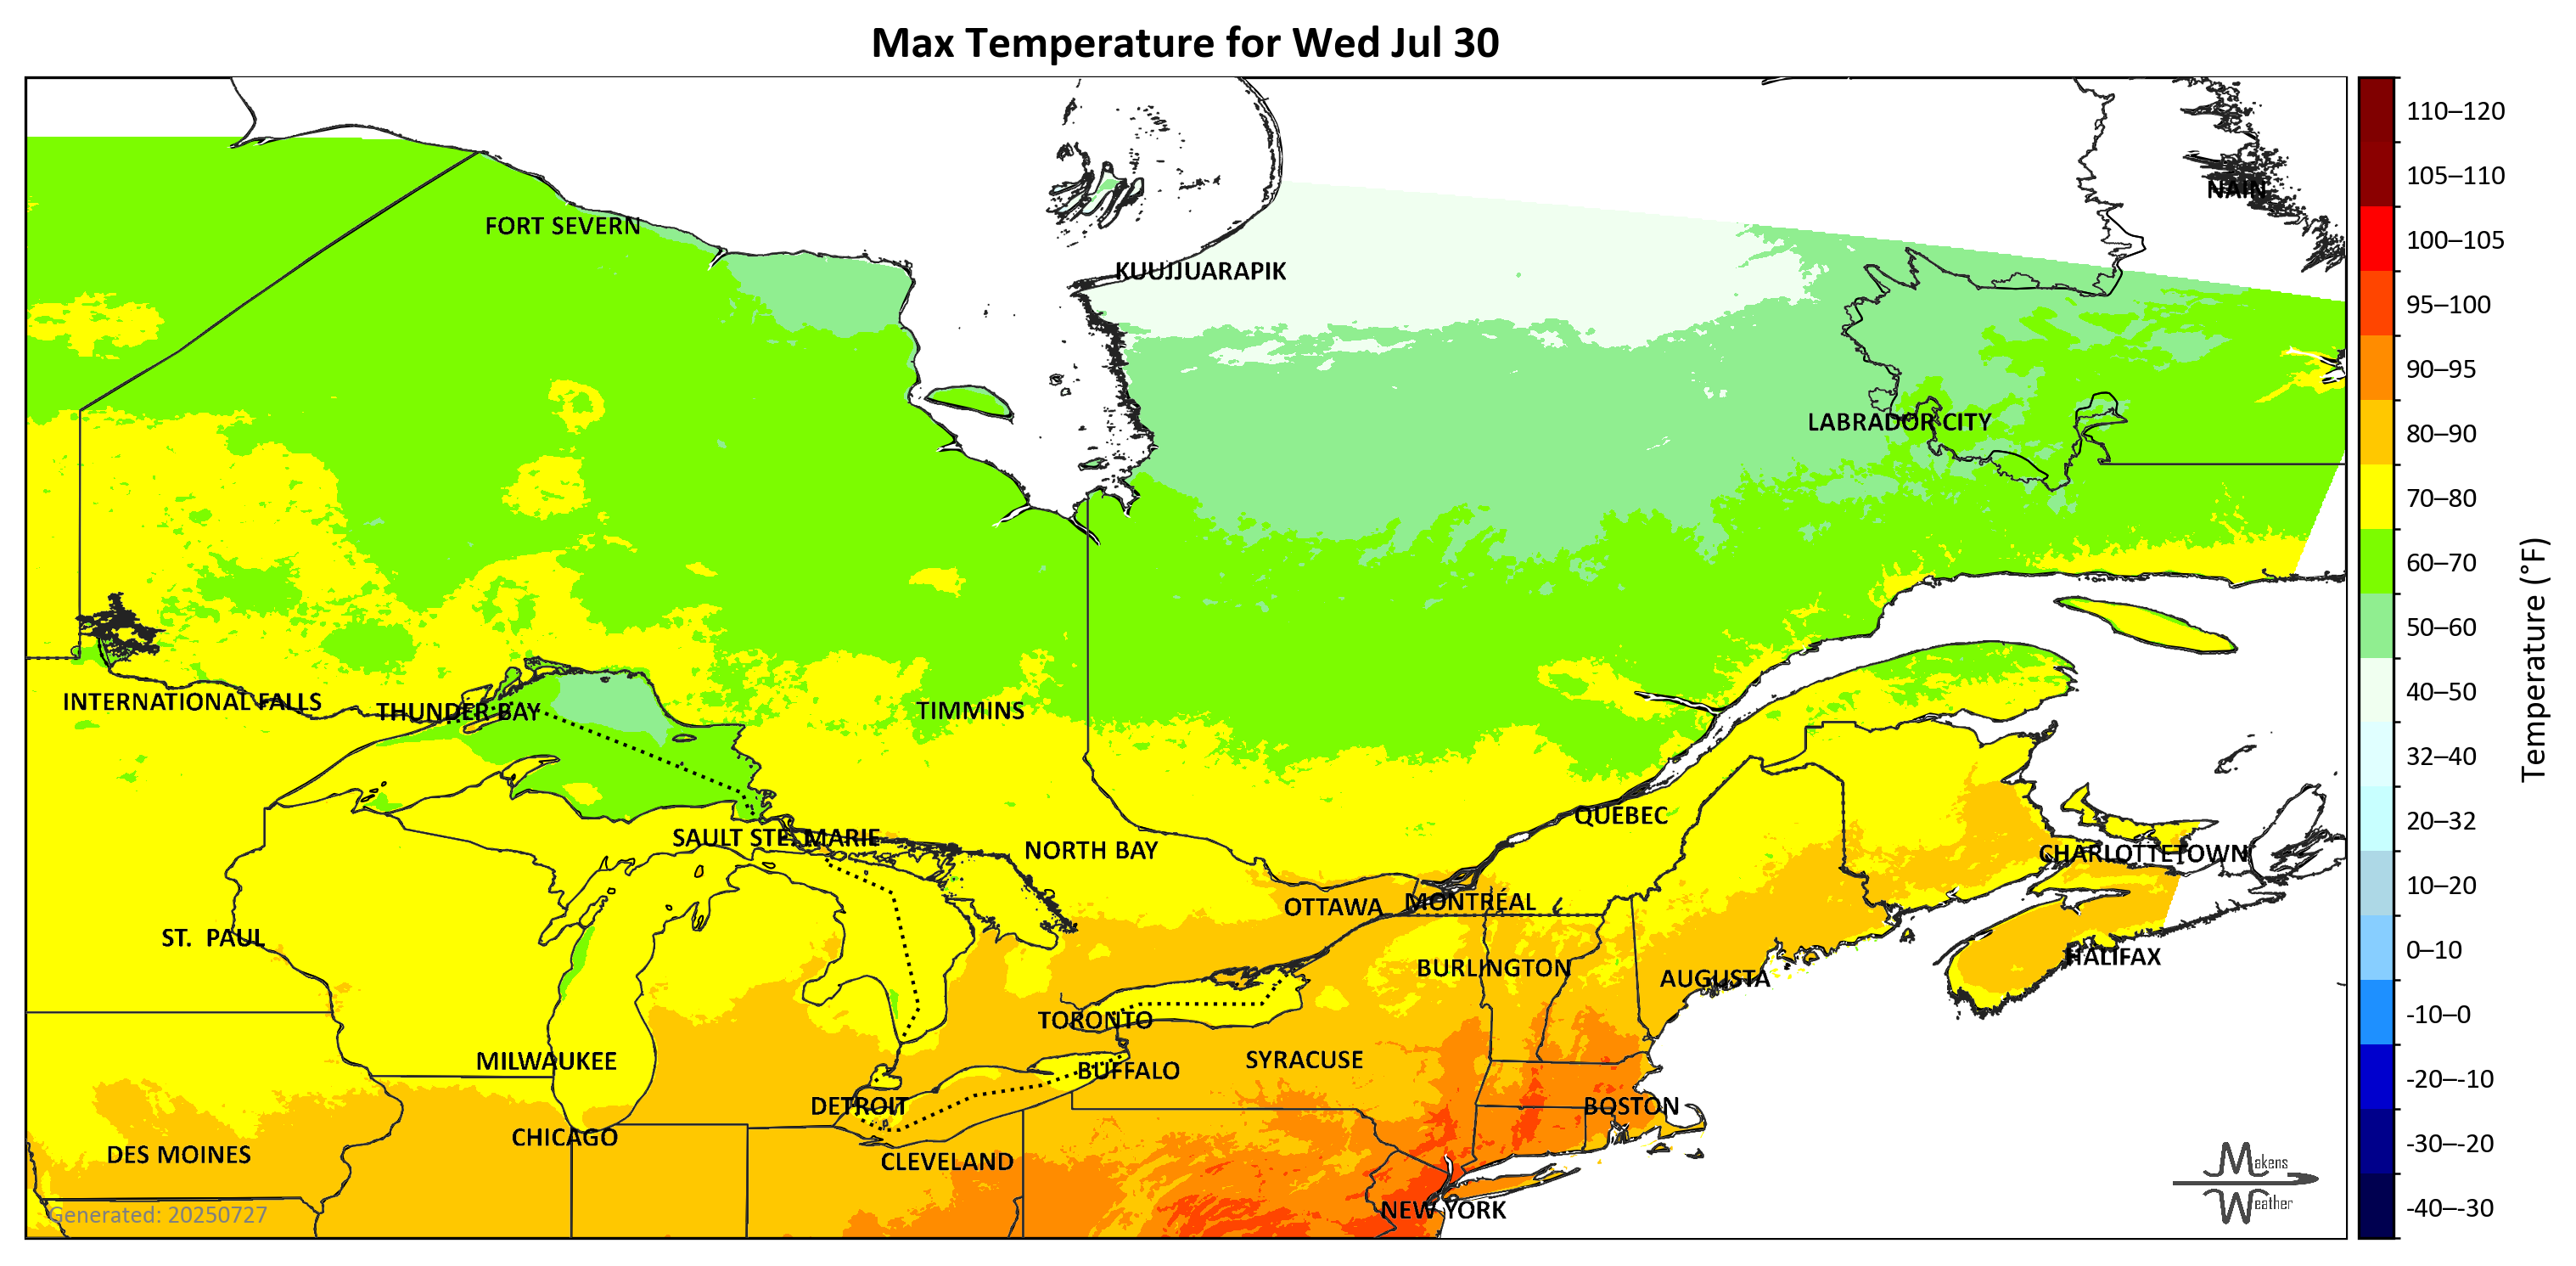 Max Temperature for Wed Jul 30
NAIN
FORT SEVERN
KUUJJUARAPIK
LABRADOR CITY
INTERNATIONAL FALLS
THUNDER BAY
TIMMINS
QUEBEC
SAULT STE. MARIE
NORTH BAY
CHARLOTTETOWN
OTTAWA
MONTRÉAL
ST. PAUL
HALIFAX
BURLINGTON
AUGUSTA
TORONTO
MILWAUKEE
BUFFALO
SYRACUSE
DETROIT
BOSTON
CHICAGO
DES MOINES
CLEVELAND
NEW YORK
Generated: 20250727
Makens
Weather
110–120
105–110
100–105
95–100
90–95
80–90
70–80
60–70
50–60
40–50
32–40
20–32
10–20
0–10
-10–0
-20–-10
-30–-20
-40–-30
Temperature (°F)